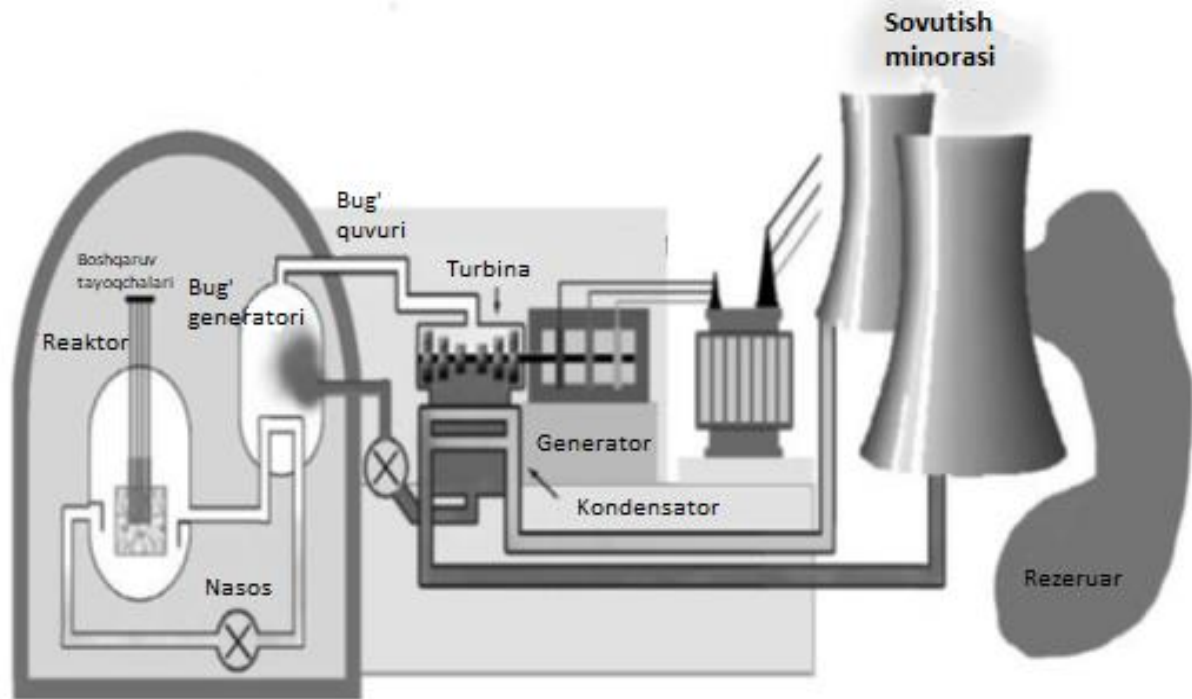 Sovutish
minorasi
Bug'
quvuri
Boshqaruv
tayoqchalari
Bug'
generatori
Turbina
Reaktor
Generator
Kondensator
Nasos
Rezeruar